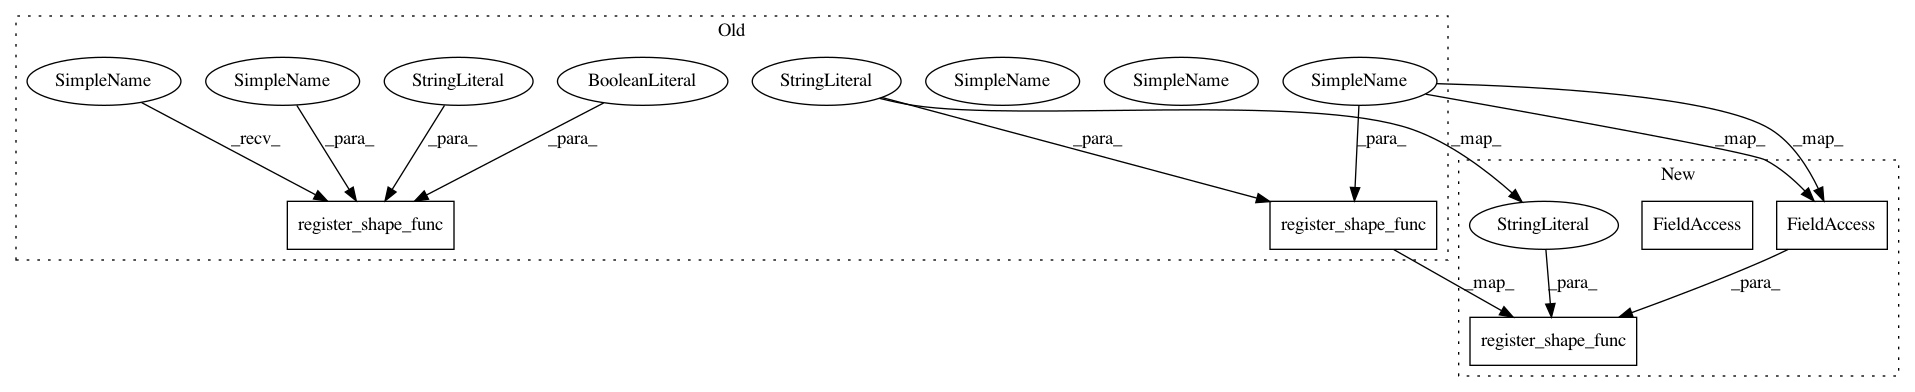 Old
SimpleName
SimpleName
StringLiteral
BooleanLiteral
StringLiteral
SimpleName
SimpleName
SimpleName
_recv_
_para_
_para_
_para_
_para_
_para_
_map_
_map_
_map_
New
register_shape_func
register_shape_func
StringLiteral
FieldAccess
FieldAccess
_map_
_para_
_para_
register_shape_func